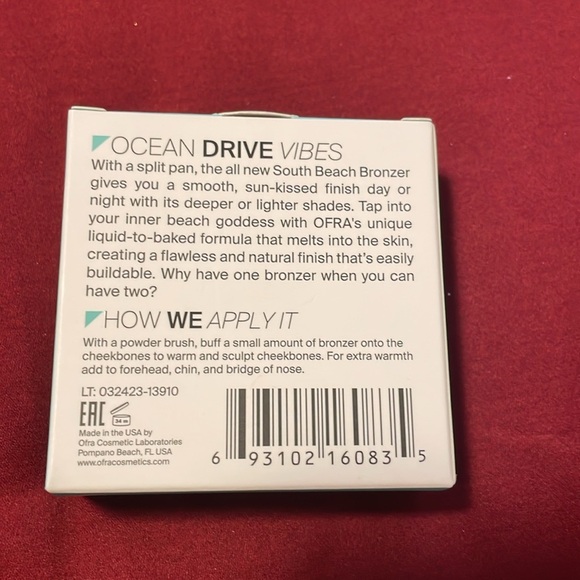 OCEAN DRIVE VIBES
With a split pan, the all new South Beach Bronzer
gives you a smooth, sun-kissed finish day or
night with its deeper or lighter shades. Tap into
your inner beach goddess with OFRA's unique
liquid-to-baked formula that melts into the skin,
creating a flawless and natural finish that's easily
buildable. Why have one bronzer when you can
have two?
HOW WE APPLY IT
With a powder brush, buff a small amount of bronzer onto the
cheekbones to warm and sculpt cheekbones. For extra warmth
add to forehead, chin, and bridge of nose.
LT: 032423-13910
EAC 24 M
Made in the USA by
Ofra Cosmetic Laboratories
Pompano Beach, FL USA
www.ofracosmetics.com
6 93102 16083 5